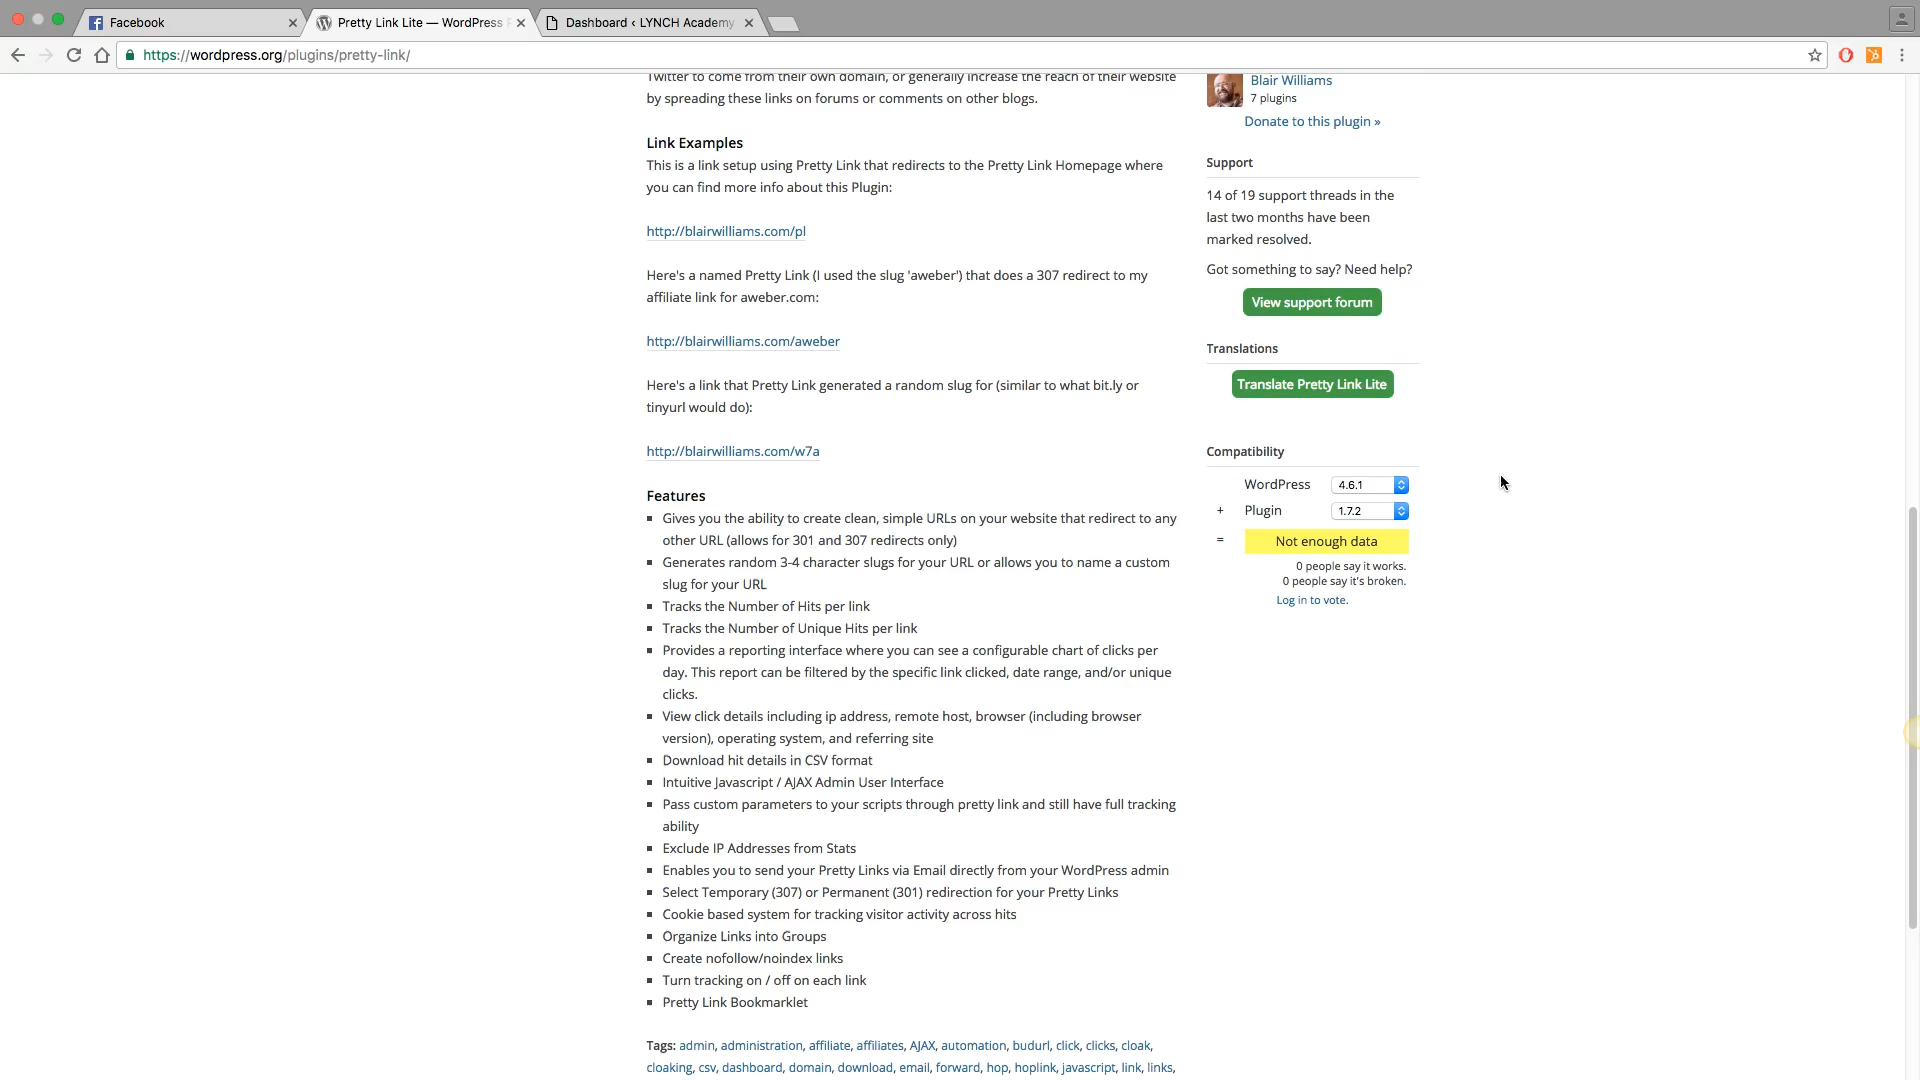 Facebook
Pretty Link Lite — WordPress P
Dashboard ‹ LYNCH Academy
https://wordpress.org/plugins/pretty-link/
Twitter to come from their own domain, or generally increase the reach of their website
by spreading these links on forums or comments on other blogs.
Link Examples
This is a link setup using Pretty Link that redirects to the Pretty Link Homepage where
you can find more info about this Plugin:
http://blairwilliams.com/pl
Here's a named Pretty Link (I used the slug 'aweber') that does a 307 redirect to my
affiliate link for aweber.com:
http://blairwilliams.com/aweber
Here's a link that Pretty Link generated a random slug for (similar to what bit.ly or
tinyurl would do):
http://blairwilliams.com/w7a
Features
Gives you the ability to create clean, simple URLs on your website that redirect to any
other URL (allows for 301 and 307 redirects only)
Generates random 3-4 character slugs for your URL or allows you to name a custom
slug for your URL
Tracks the Number of Hits per link
Tracks the Number of Unique Hits per link
Provides a reporting interface where you can see a configurable chart of clicks per
day. This report can be filtered by the specific link clicked, date range, and/or unique
clicks.
View click details including ip address, remote host, browser (including browser
version), operating system, and referring site
Download hit details in CSV format
Intuitive Javascript / AJAX Admin User Interface
Pass custom parameters to your scripts through pretty link and still have full tracking
ability
Exclude IP Addresses from Stats
Enables you to send your Pretty Links via Email directly from your WordPress admin
Select Temporary (307) or Permanent (301) redirection for your Pretty Links
Cookie based system for tracking visitor activity across hits
Organize Links into Groups
Create nofollow/noindex links
Turn tracking on / off on each link
Pretty Link Bookmarklet
Tags: admin, administration, affiliate, affiliates, AJAX, automation, budurl, click, clicks, cloak,
cloaking, csv, dashboard, domain, download, email, forward, hop, hoplink, javascript, link, links,
Blair Williams
7 plugins
Donate to this plugin »
Support
14 of 19 support threads in the
last two months have been
marked resolved.
Got something to say? Need help?
View support forum
Translations
Translate Pretty Link Lite
Compatibility
WordPress 4.6.1
+ Plugin 1.7.2
= Not enough data
0 people say it works.
0 people say it's broken.
Log in to vote.